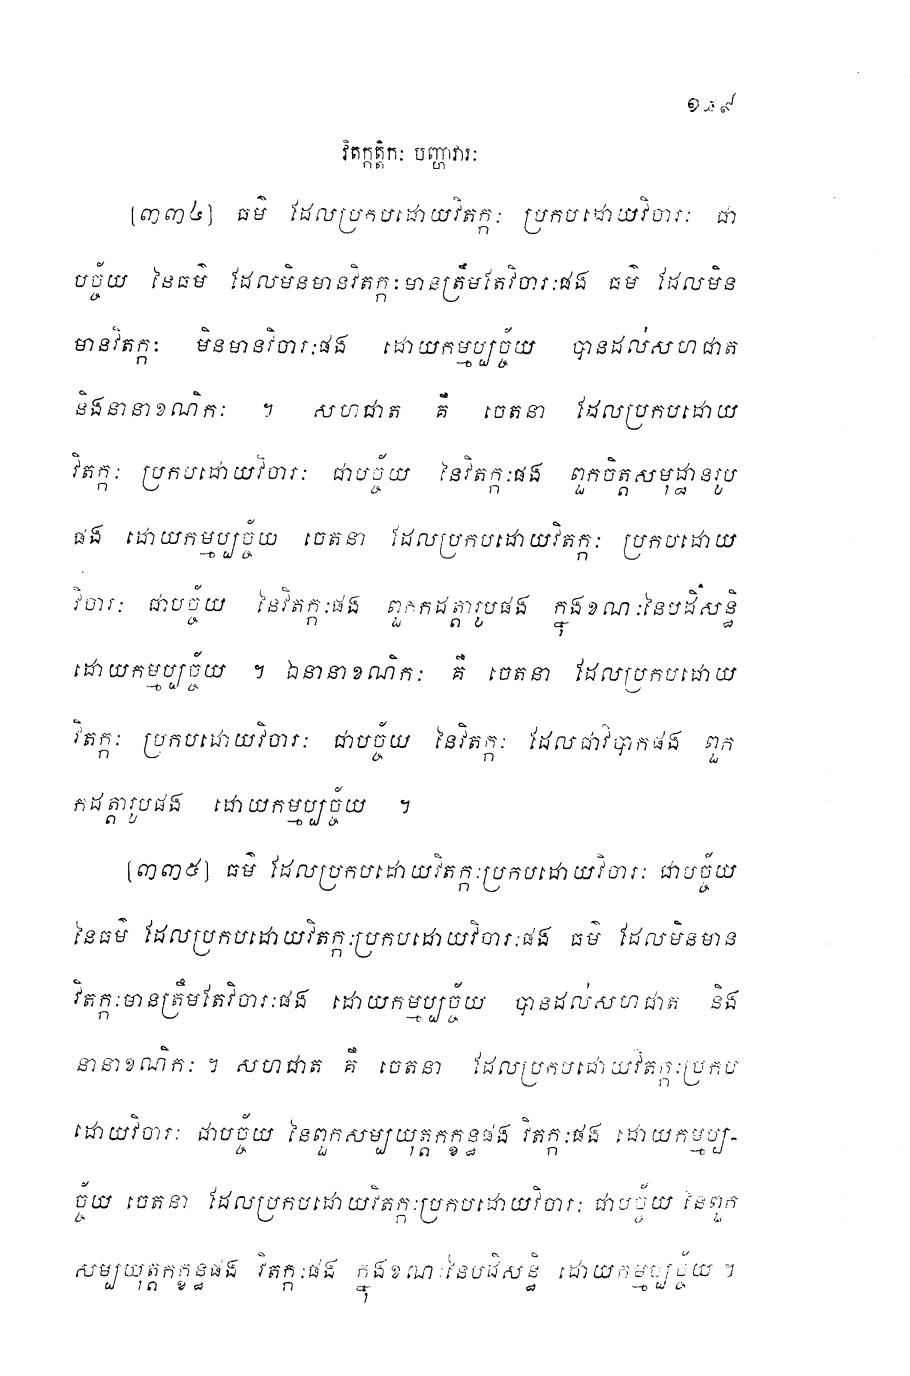 វិតក្កត្តិកៈ បញ្ហាវារៈ
[៣៣៤] ធម៌ ដែលប្រកបដោយវិតក្កៈ ប្រកបដោយវិចារៈ ជា
បច្ច័យ នៃធម៌ ដែលមិនមានវិតក្កៈមានត្រឹមតែវិចារៈផង ធម៌ ដែលមិន
មានវិតក្កៈ មិនមានវិចារៈផង ដោយកម្មប្បច្ច័យ បានដល់សហជាត
និងនានាខណិកៈ ។ សហជាត គឺ ចេតនា ដែលប្រកបដោយ
វិតក្កៈ ប្រកបដោយវិចារៈ ជាបច្ច័យ នៃវិតក្កៈផង ពួកចិត្តសមុដ្ឋានរូប
ផង ដោយកម្មប្បច្ច័យ ចេតនា ដែលប្រកបដោយវិតក្កៈ ប្រកបដោយ
វិចារៈ ជាបច្ច័យ នៃវិតក្កៈផង ពួកកដត្តារូបផង ក្នុងខណៈនៃបដិសន្ធិ
ដោយកម្មប្បច្ច័យ ។ ឯនានាខណិកៈ គឺ ចេតនា ដែលប្រកបដោយ
វិតក្កៈ ប្រកបដោយវិចារៈ ជាបច្ច័យ នៃវិតក្កៈ ដែលជាវិបាកផង ពួក
កដត្តារូបផង ដោយកម្មប្បច្ច័យ ។
[៣៣៥] ធម៌ ដែលប្រកបដោយវិតក្កៈប្រកបដោយវិចារៈ ជាបច្ច័យ
នៃធម៌ ដែលប្រកបដោយវិតក្កៈប្រកបដោយវិចារៈផង ធម៌ ដែលមិនមាន
វិតក្កៈមានត្រឹមតែវិចារៈផង ដោយកម្មប្បច្ច័យ បានដល់សហជាត និង
នានាខណិកៈ ។ សហជាត គឺ ចេតនា ដែលប្រកបដោយវិតក្កៈប្រកប
ដោយវិចារៈ ជាបច្ច័យ នៃពួកសម្បយុត្តកក្ខន្ធផង វិតក្កៈផង ដោយកម្មប្ប-
ច្ច័យ ចេតនា ដែលប្រកបដោយវិតក្កៈប្រកបដោយវិចារៈ ជាបច្ច័យ នៃពួក
សម្បយុត្តកក្ខន្ធផង វិតក្កៈផង ក្នុងខណៈនៃបដិសន្ធិ ដោយកម្មប្បច្ច័យ ។